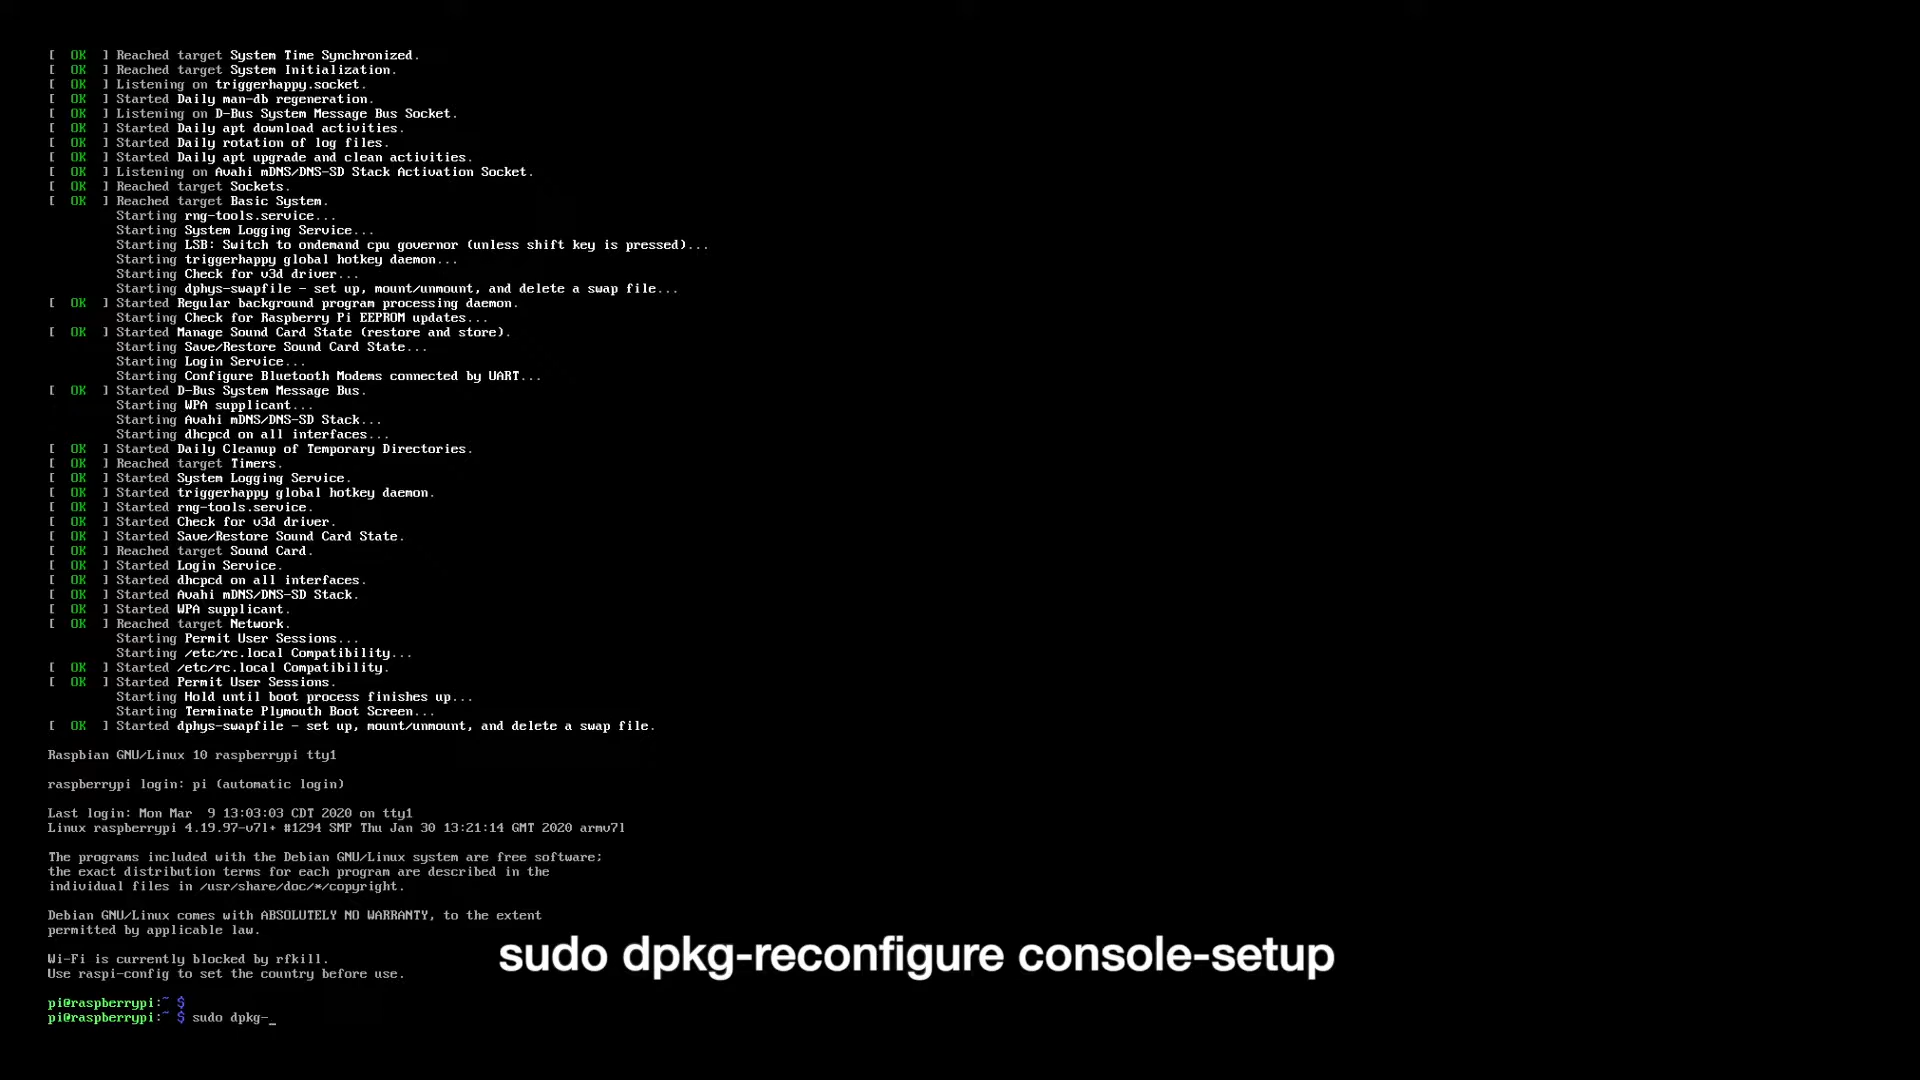 [  OK  ] Reached target System Time Synchronized.
[  OK  ] Reached target System Initialization.
[  OK  ] Listening on triggerhappy.socket.
[  OK  ] Started Daily man-db regeneration.
[  OK  ] Listening on D-Bus System Message Bus Socket.
[  OK  ] Started Daily apt download activities.
[  OK  ] Started Daily rotation of log files.
[  OK  ] Started Daily apt upgrade and clean activities.
[  OK  ] Listening on Avahi mDNS/DNS-SD Stack Activation Socket.
[  OK  ] Reached target Sockets.
[  OK  ] Reached target Basic System.
         Starting rng-tools.service...
         Starting System Logging Service...
         Starting LSB: Switch to ondemand cpu governor (unless shift key is pressed)...
         Starting triggerhappy global hotkey daemon...
         Starting Check for v3d driver...
         Starting dphys-swapfile - set up, mount/unmount, and delete a swap file...
[  OK  ] Started Regular background program processing daemon.
         Starting Check for Raspberry Pi EEPROM updates...
[  OK  ] Started Manage Sound Card State (restore and store).
         Starting Save/Restore Sound Card State...
         Starting Login Service...
         Starting Configure Bluetooth Modems connected by UART...
[  OK  ] Started D-Bus System Message Bus.
         Starting WPA supplicant...
         Starting Avahi mDNS/DNS-SD Stack...
         Starting dhcpcd on all interfaces...
[  OK  ] Started Daily Cleanup of Temporary Directories.
[  OK  ] Reached target Timers.
[  OK  ] Started System Logging Service.
[  OK  ] Started triggerhappy global hotkey daemon.
[  OK  ] Started rng-tools.service.
[  OK  ] Started Check for v3d driver.
[  OK  ] Started Save/Restore Sound Card State.
[  OK  ] Reached target Sound Card.
[  OK  ] Started Login Service.
[  OK  ] Started dhcpcd on all interfaces.
[  OK  ] Started Avahi mDNS/DNS-SD Stack.
[  OK  ] Started WPA supplicant.
[  OK  ] Reached target Network.
         Starting Permit User Sessions...
         Starting /etc/rc.local Compatibility...
[  OK  ] Started /etc/rc.local Compatibility.
[  OK  ] Started Permit User Sessions.
         Starting Hold until boot process finishes up...
         Starting Terminate Plymouth Boot Screen...
[  OK  ] Started dphys-swapfile - set up, mount/unmount, and delete a swap file.
Raspbian GNU/Linux 10 raspberrypi tty1
raspberrypi login: pi (automatic login)
Last login: Mon Mar  9 13:03:03 CDT 2020 on tty1
Linux raspberrypi 4.19.97-v7l+ #1294 SMP Thu Jan 30 13:21:14 GMT 2020 armv7l
The programs included with the Debian GNU/Linux system are free software;
the exact distribution terms for each program are described in the
individual files in /usr/share/doc/*/copyright.
Debian GNU/Linux comes with ABSOLUTELY NO WARRANTY, to the extent
permitted by applicable law.
sudo dpkg-reconfigure console-setup
Wi-Fi is currently blocked by rfkill.
Use raspi-config to set the country before use.
pi@raspberrypi:~ $
pi@raspberrypi:~ $ sudo dpkg-_